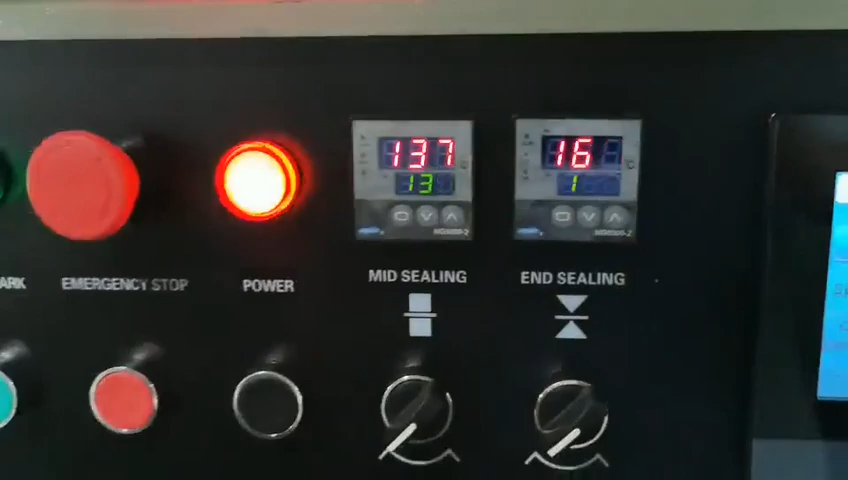 137
13
16
1
ARK
EMERGENCY STOP
POWER
MID SEALING
END SEALING